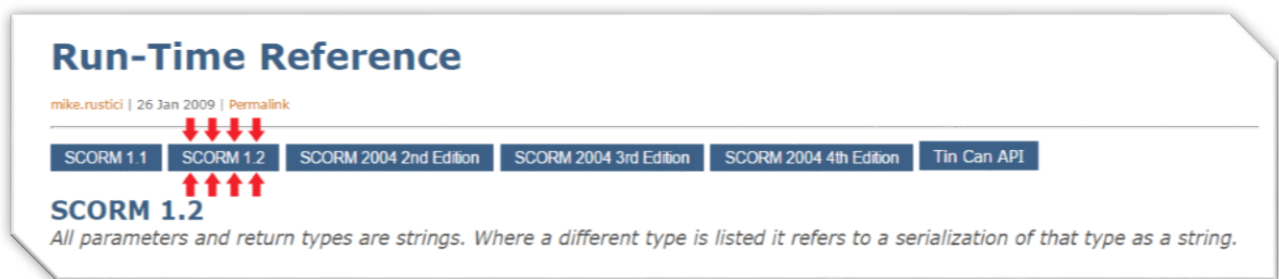 Run-Time Reference
mike.rustici | 26 Jan 2009 | Permalink
SCORM 1.1 SCORM 1.2 SCORM 2004 2nd Edition SCORM 2004 3rd Edition SCORM 2004 4th Edition Tin Can API
SCORM 1.2
All parameters and return types are strings. Where a different type is listed it refers to a serialization of that type as a string.